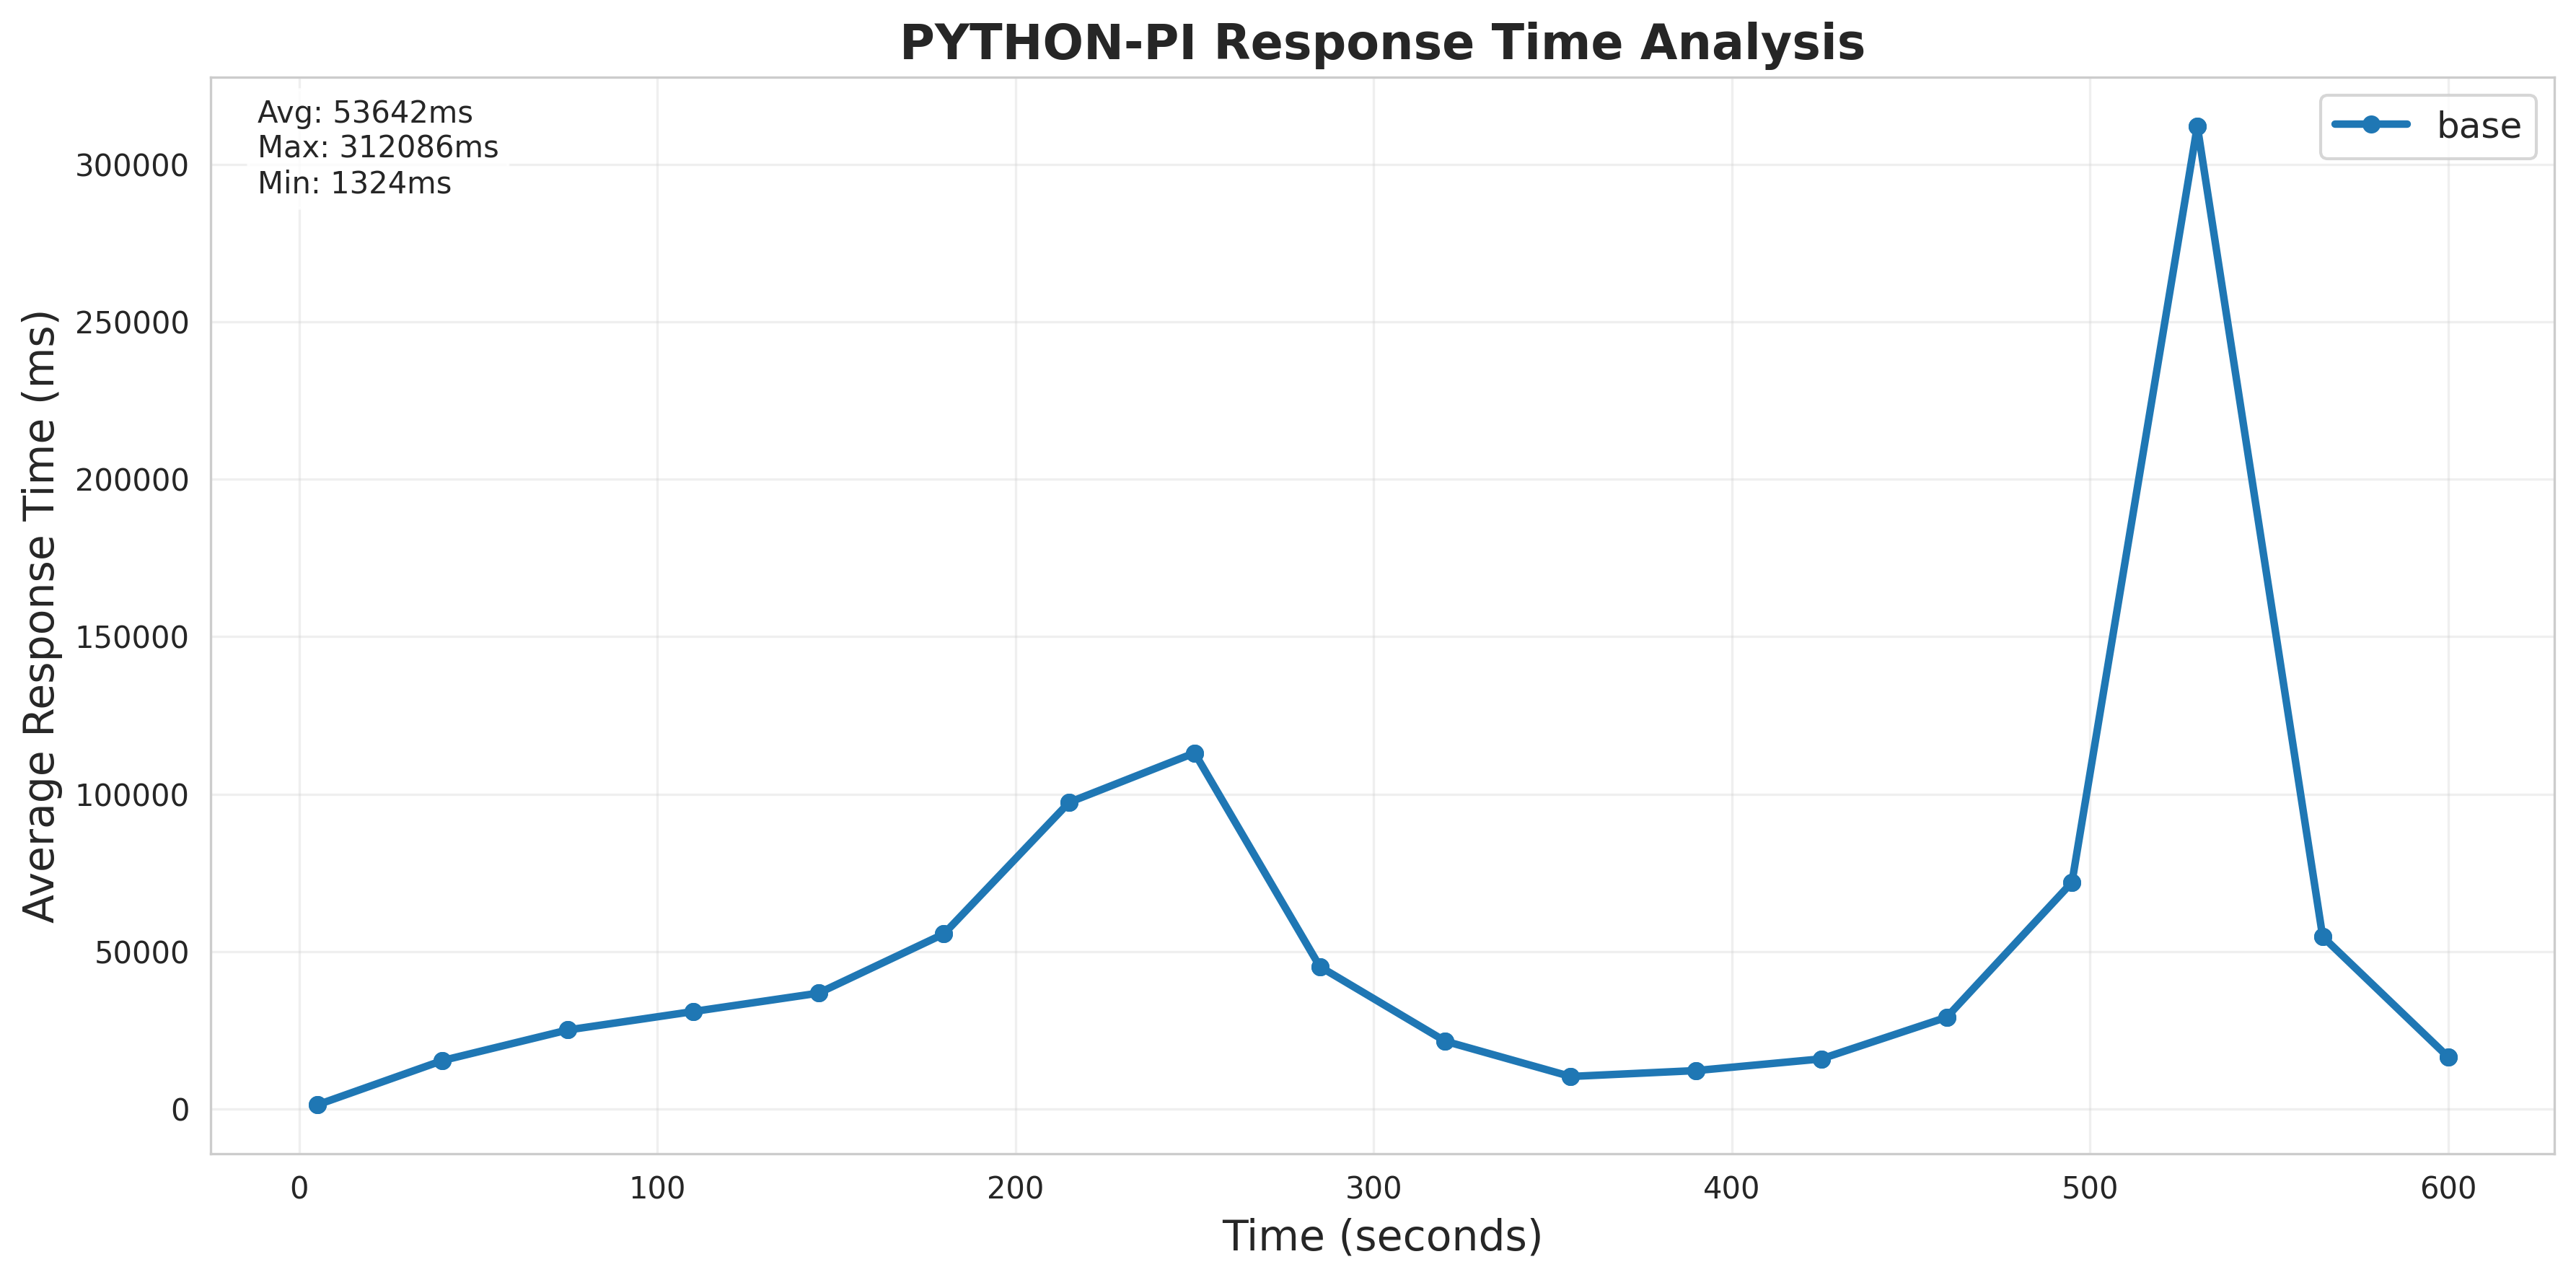 PYTHON-PI Response Time Analysis
Avg: 53642ms
Max: 312086ms
Min: 1324ms
base
Average Response Time (ms)
300000
250000
200000
150000
100000
50000
0
0 100 200 300 400 500 600
Time (seconds)